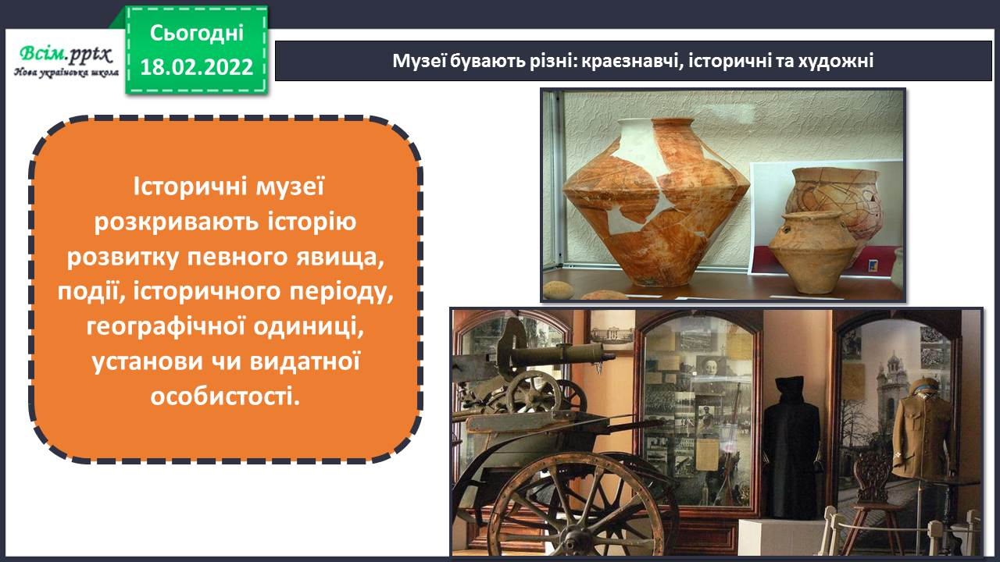 Всім.pptx
Нова українська школа
Сьогодні
18.02.2022
Музеї бувають різні: краєзнавчі, історичні та художні
Історичні музеї
розкривають історію
розвитку певного явища,
події, історичного періоду,
географічної одиниці,
установи чи видатної
особистості.